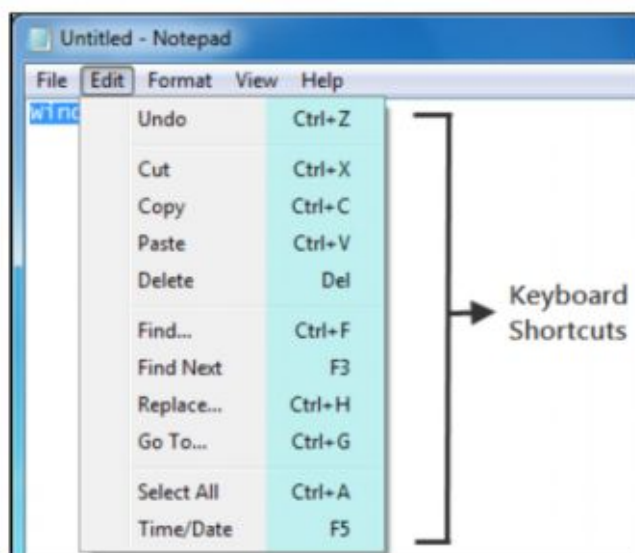 Untitled - Notepad
File Edit Format View Help
Undo Ctrl+Z
Cut Ctrl+X
Copy Ctrl+C
Paste Ctrl+V
Delete Del
Find... Ctrl+F
Find Next F3
Replace... Ctrl+H
Go To... Ctrl+G
Select All Ctrl+A
Time/Date F5
Keyboard
Shortcuts